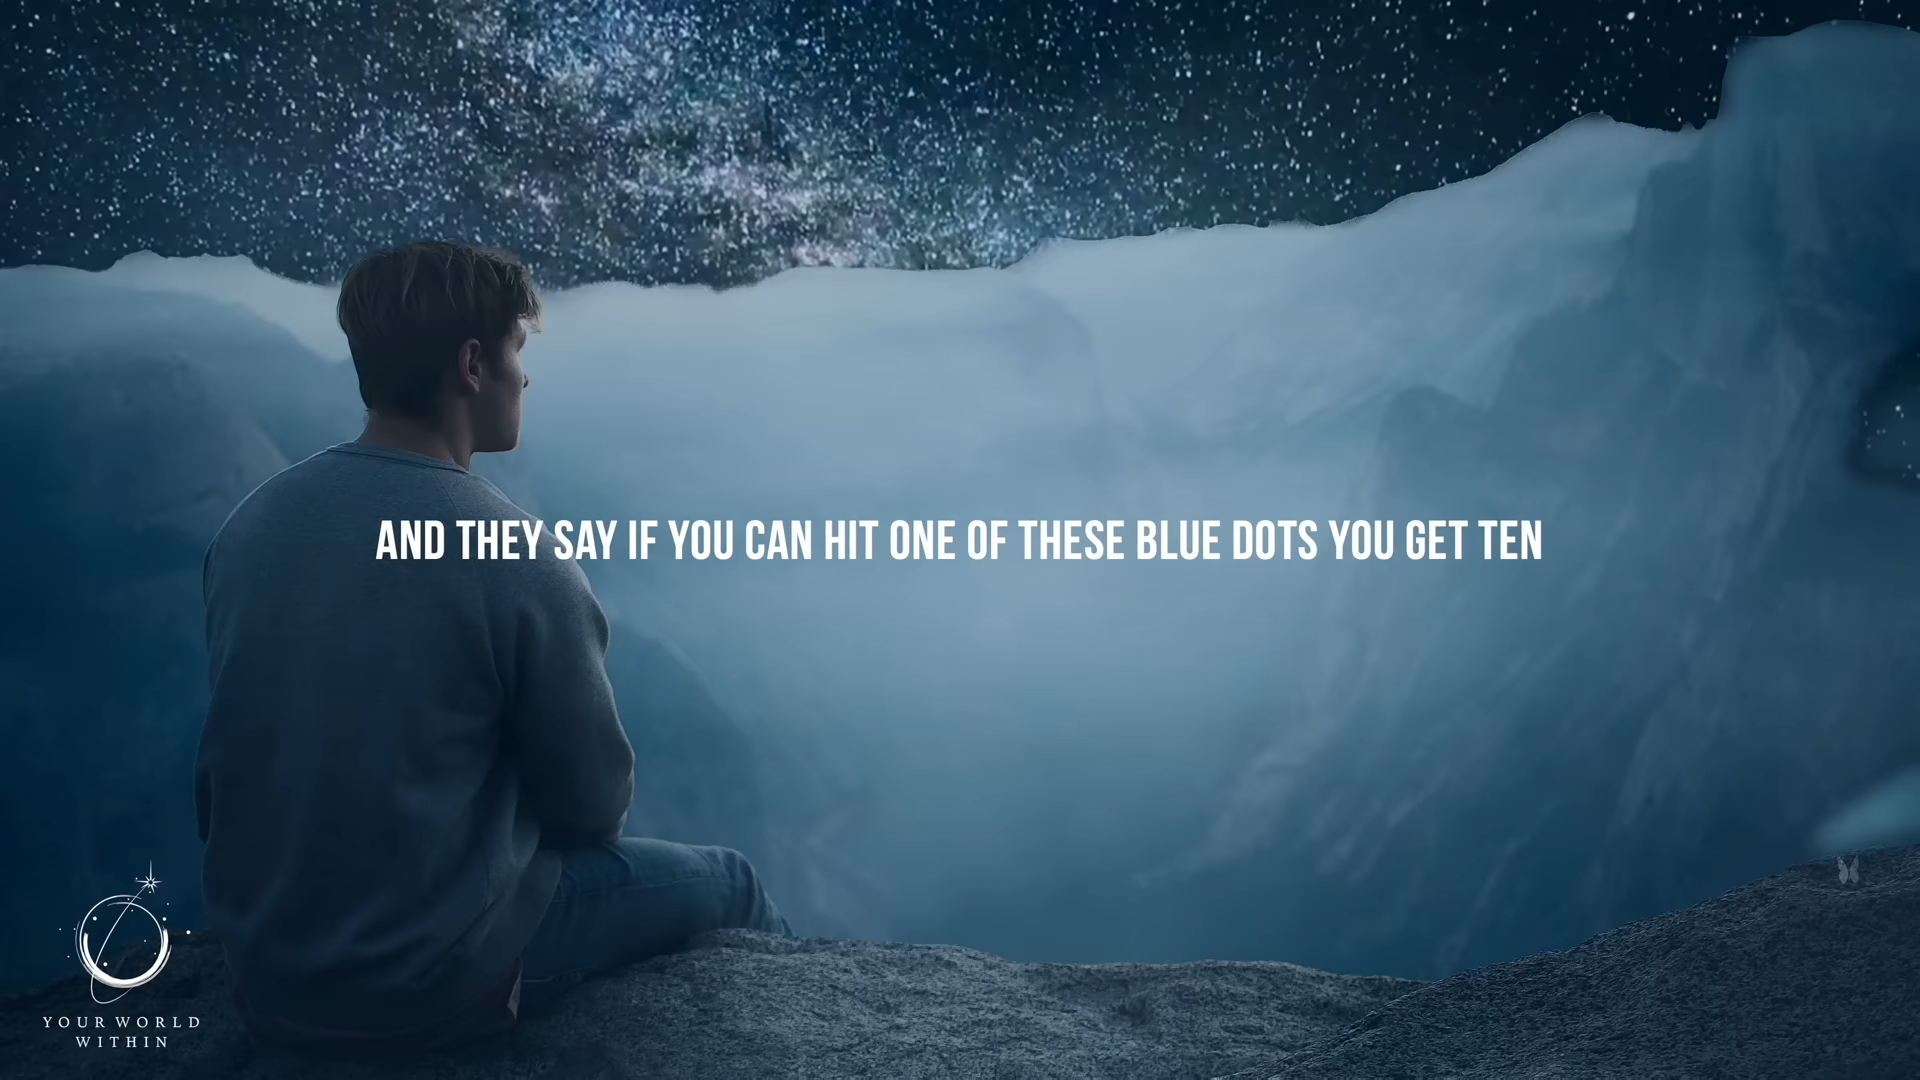 AND THEY SAY IF YOU CAN HIT ONE OF THESE BLUE DOTS YOU GET TEN
YOUR WORLD
WITHIN